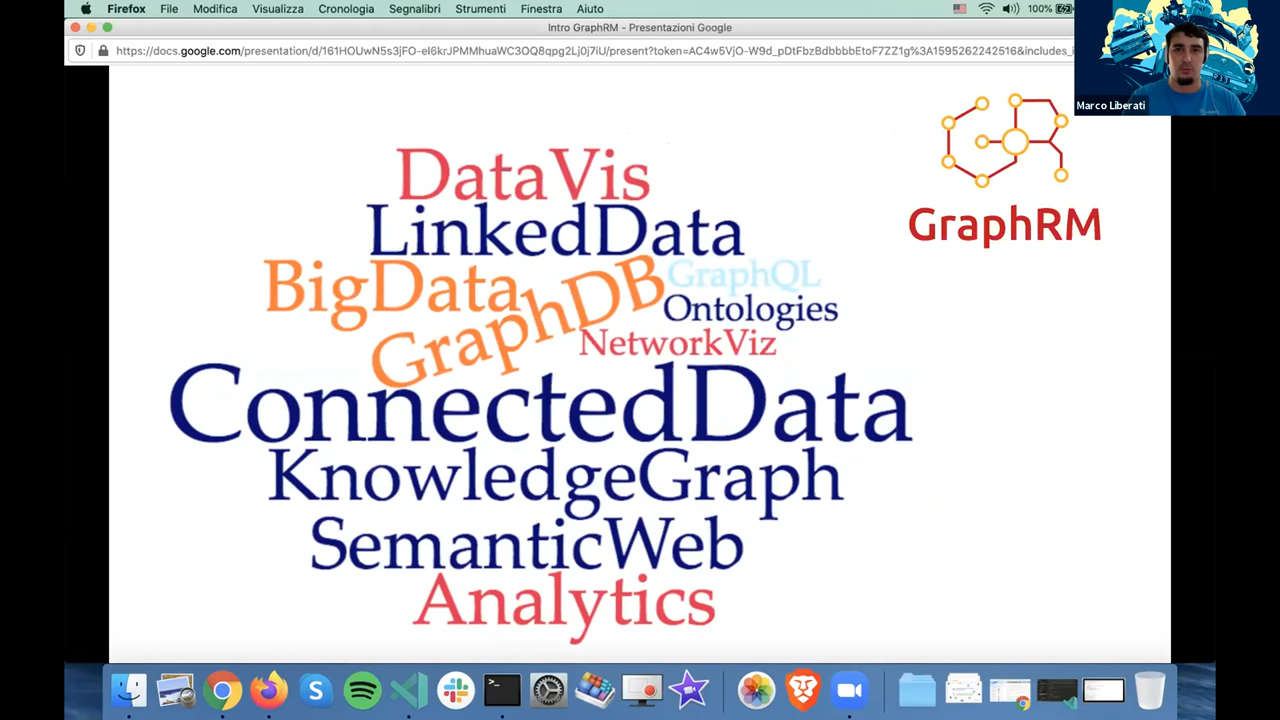 Firefox File Modifica Visualizza Cronologia Segnalibri Strumenti Finestra Aiuto 100%
Intro GraphRM - Presentazioni Google
Marco Liberati
GraphRM
DataVis
LinkedData
BigData
GraphDB
GraphQL
Ontologies
NetworkViz
ConnectedData
KnowledgeGraph
SemanticWeb
Analytics